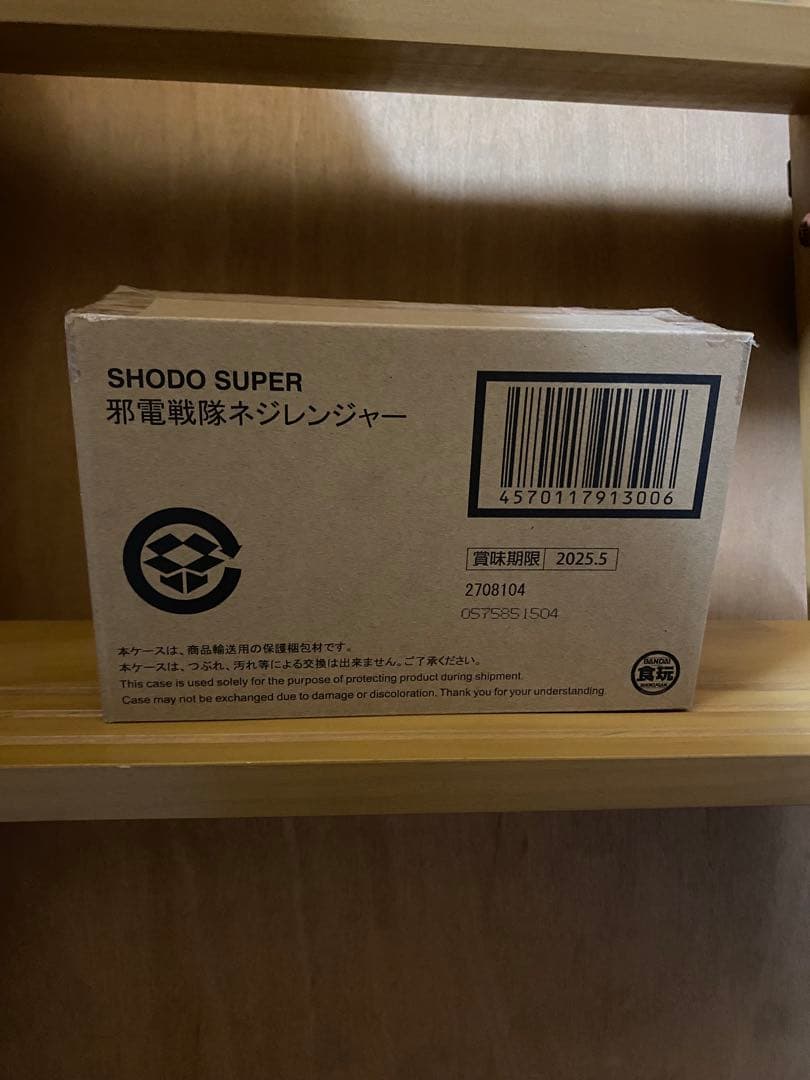 SHODO SUPER
邪電戦隊ネジレンジャー
4570117913006
賞味期限 2025.5
2708104
0575851504
本ケースは、商品輸送用の保護梱包材です。
本ケースは、つぶれ、汚れ等による交換は出来ません。ご了承ください。
This case is used solely for the purpose of protecting product during shipment.
Case may not be exchanged due to damage or discoloration. Thank you for your understanding.
BANDAI
食玩